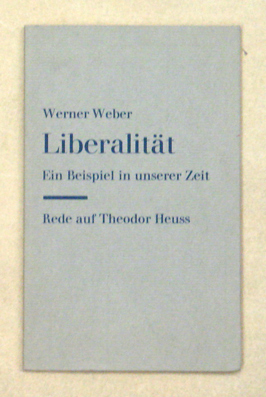 Werner Weber
Liberalität
Ein Beispiel in unserer Zeit
Rede auf Theodor Heuss